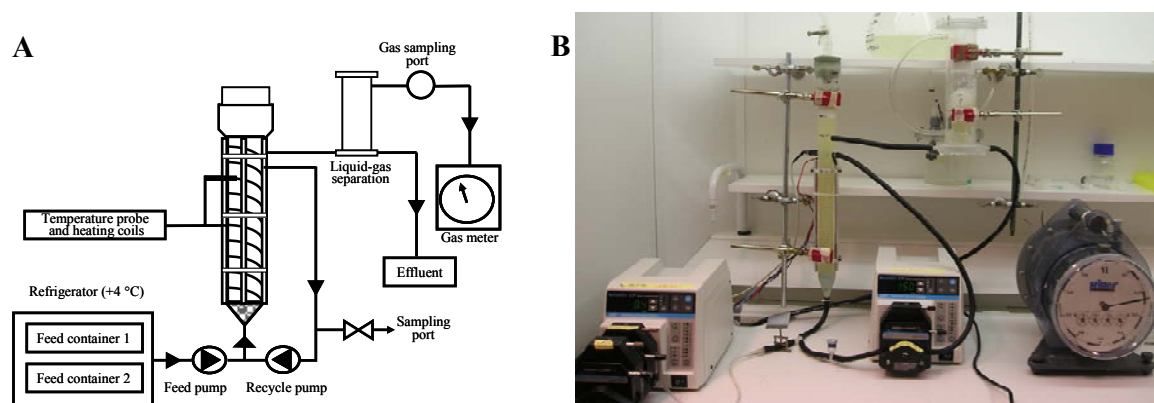 A
Gas sampling
port
Liquid-gas
separation
Gas meter
Temperature probe
and heating coils
Effluent
Refrigerator (+4 °C)
Feed container 1
Feed container 2
Feed pump
Recycle pump
Sampling
port
B
150